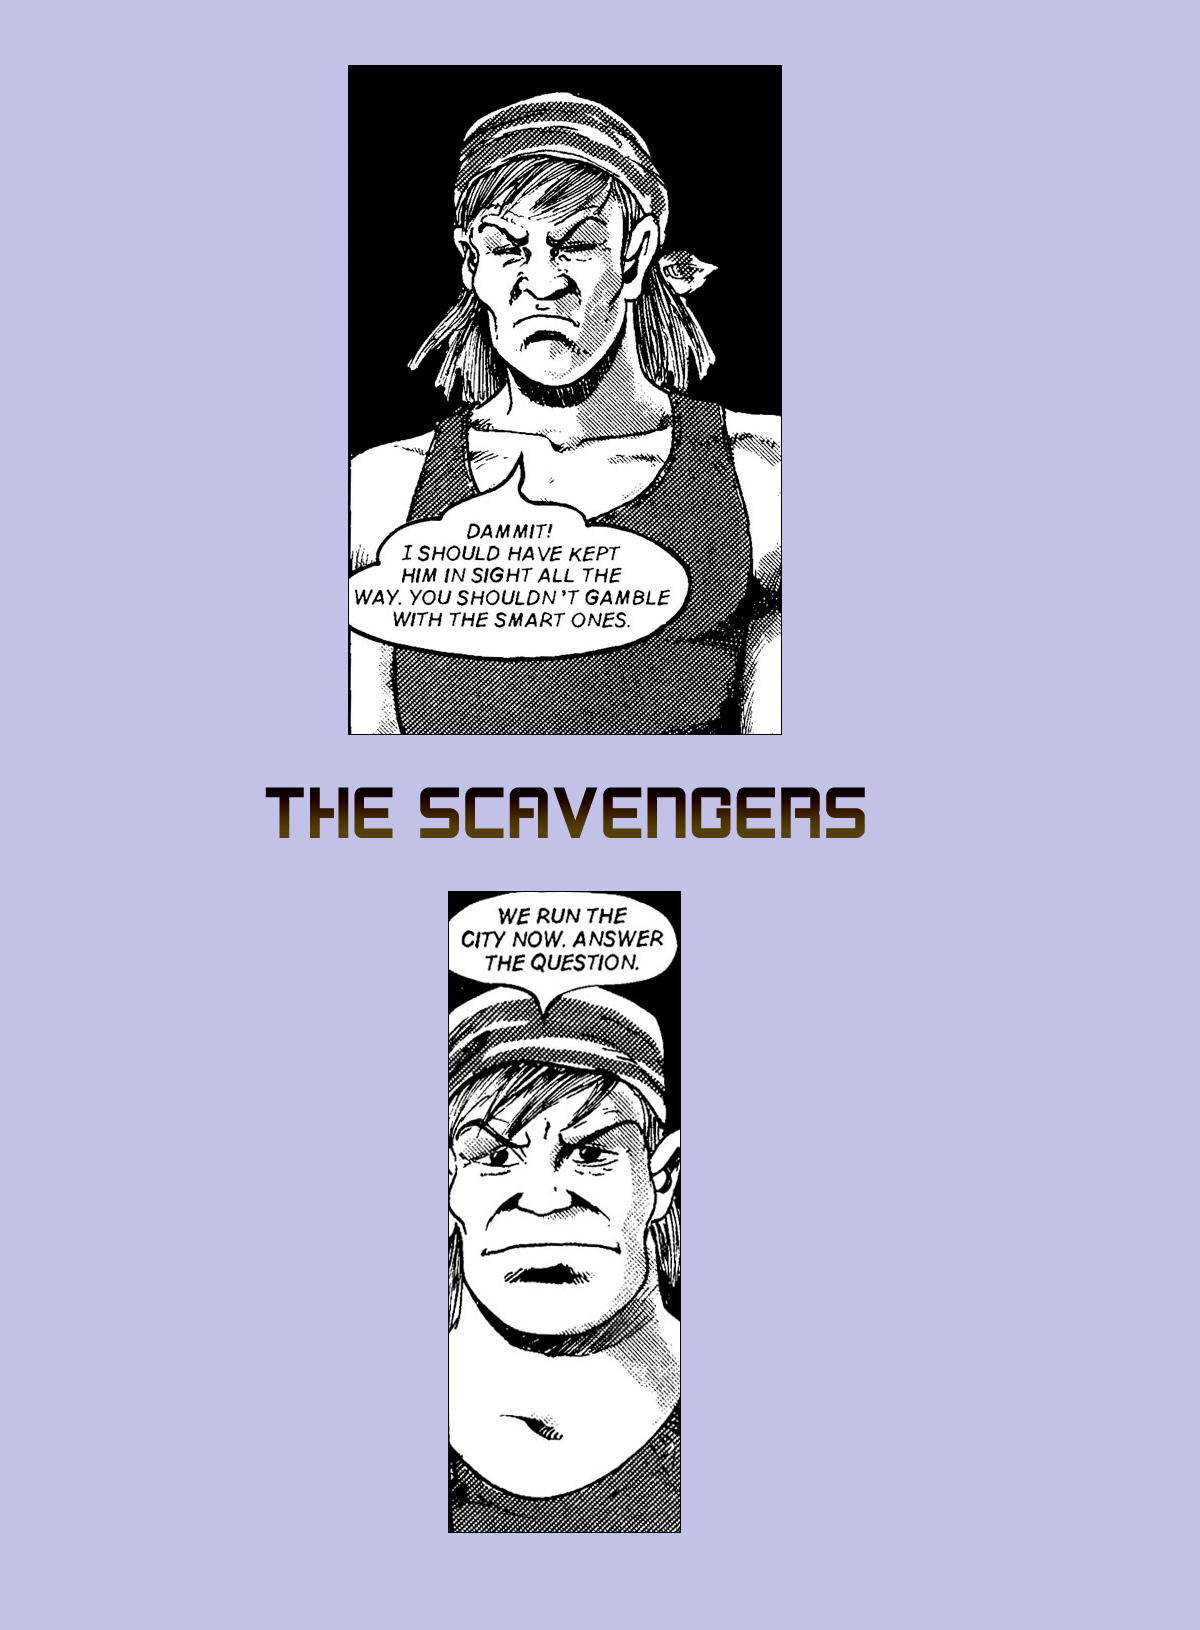 DAMMIT!
I SHOULD HAVE KEPT
HIM IN SIGHT ALL THE
WAY. YOU SHOULDN'T GAMBLE
WITH THE SMART ONES.
THE SCAVENGERS
WE RUN THE
CITY NOW. ANSWER
THE QUESTION.